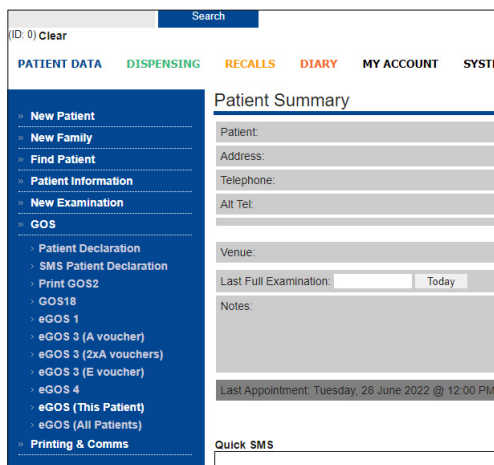 Search
(ID: 0) Clear
PATIENT DATA DISPENSING RECALLS DIARY MY ACCOUNT
Patient Summary
» New Patient
» New Family
» Find Patient
» Patient Information
» New Examination
» GOS
› Patient Declaration
› SMS Patient Declaration
› Print GOS2
› GOS18
› eGOS 1
› eGOS 3 (A voucher)
› eGOS 3 (2xA vouchers)
› eGOS 3 (E voucher)
› eGOS 4
› eGOS (This Patient)
› eGOS (All Patients)
» Printing & Comms
Patient:
Address:
Telephone:
Alt Tel:
Venue:
Last Full Examination: Today
Notes:
Last Appointment: Tuesday, 28 June 2022 @ 12:00 PM
Quick SMS